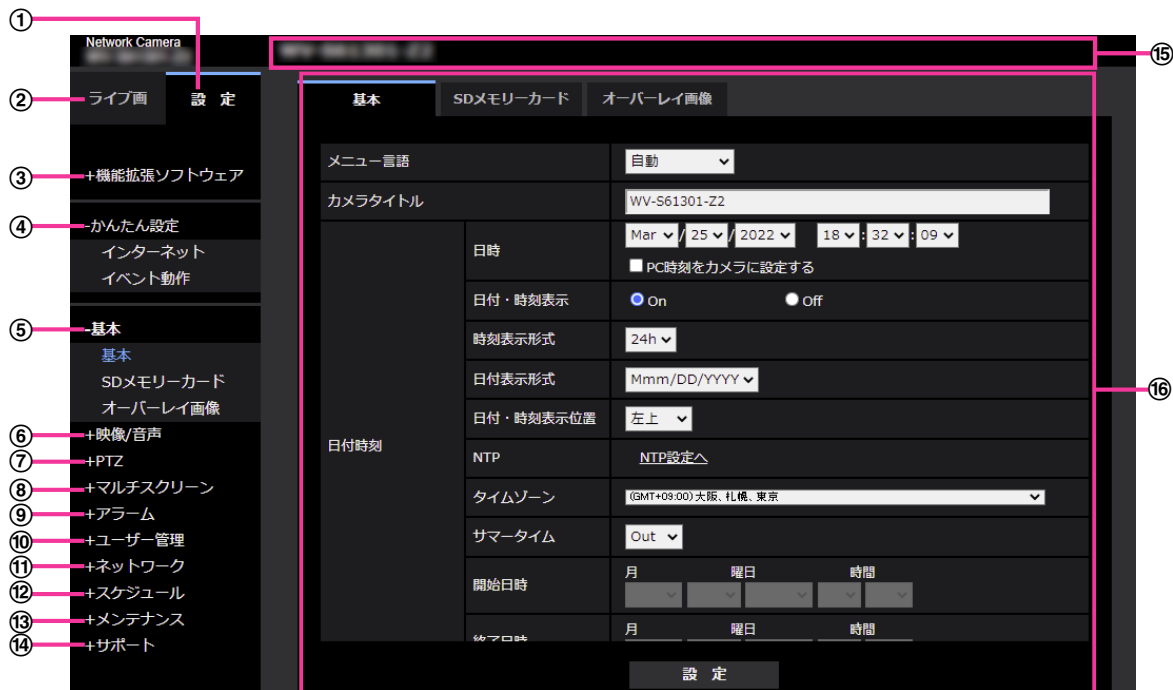 ①
Network Camera
⑮
② ライブ画 設 定
基本 SDメモリーカード オーバーレイ画像
③ +機能拡張ソフトウェア
④ -かんたん設定
インターネット
イベント動作
⑤ -基本
基本
SDメモリーカード
オーバーレイ画像
⑥ +映像/音声
⑦ +PTZ
⑧ +マルチスクリーン
⑨ +アラーム
⑩ +ユーザー管理
⑪ +ネットワーク
⑫ +スケジュール
⑬ +メンテナンス
⑭ +サポート
メニュー言語 自動
カメラタイトル WV-S61301-Z2
日付時刻
日時 Mar / 25 / 2022 18 : 32 : 09
PC時刻をカメラに設定する
日付・時刻表示 On Off
時刻表示形式 24h
日付表示形式 Mmm/DD/YYYY
⑯
日付・時刻表示位置 左上
NTP NTP設定へ
タイムゾーン (GMT+09:00)大阪、札幌、東京
サマータイム Out
開始日時 月 曜日 時間
終了日時 月 曜日 時間
設 定